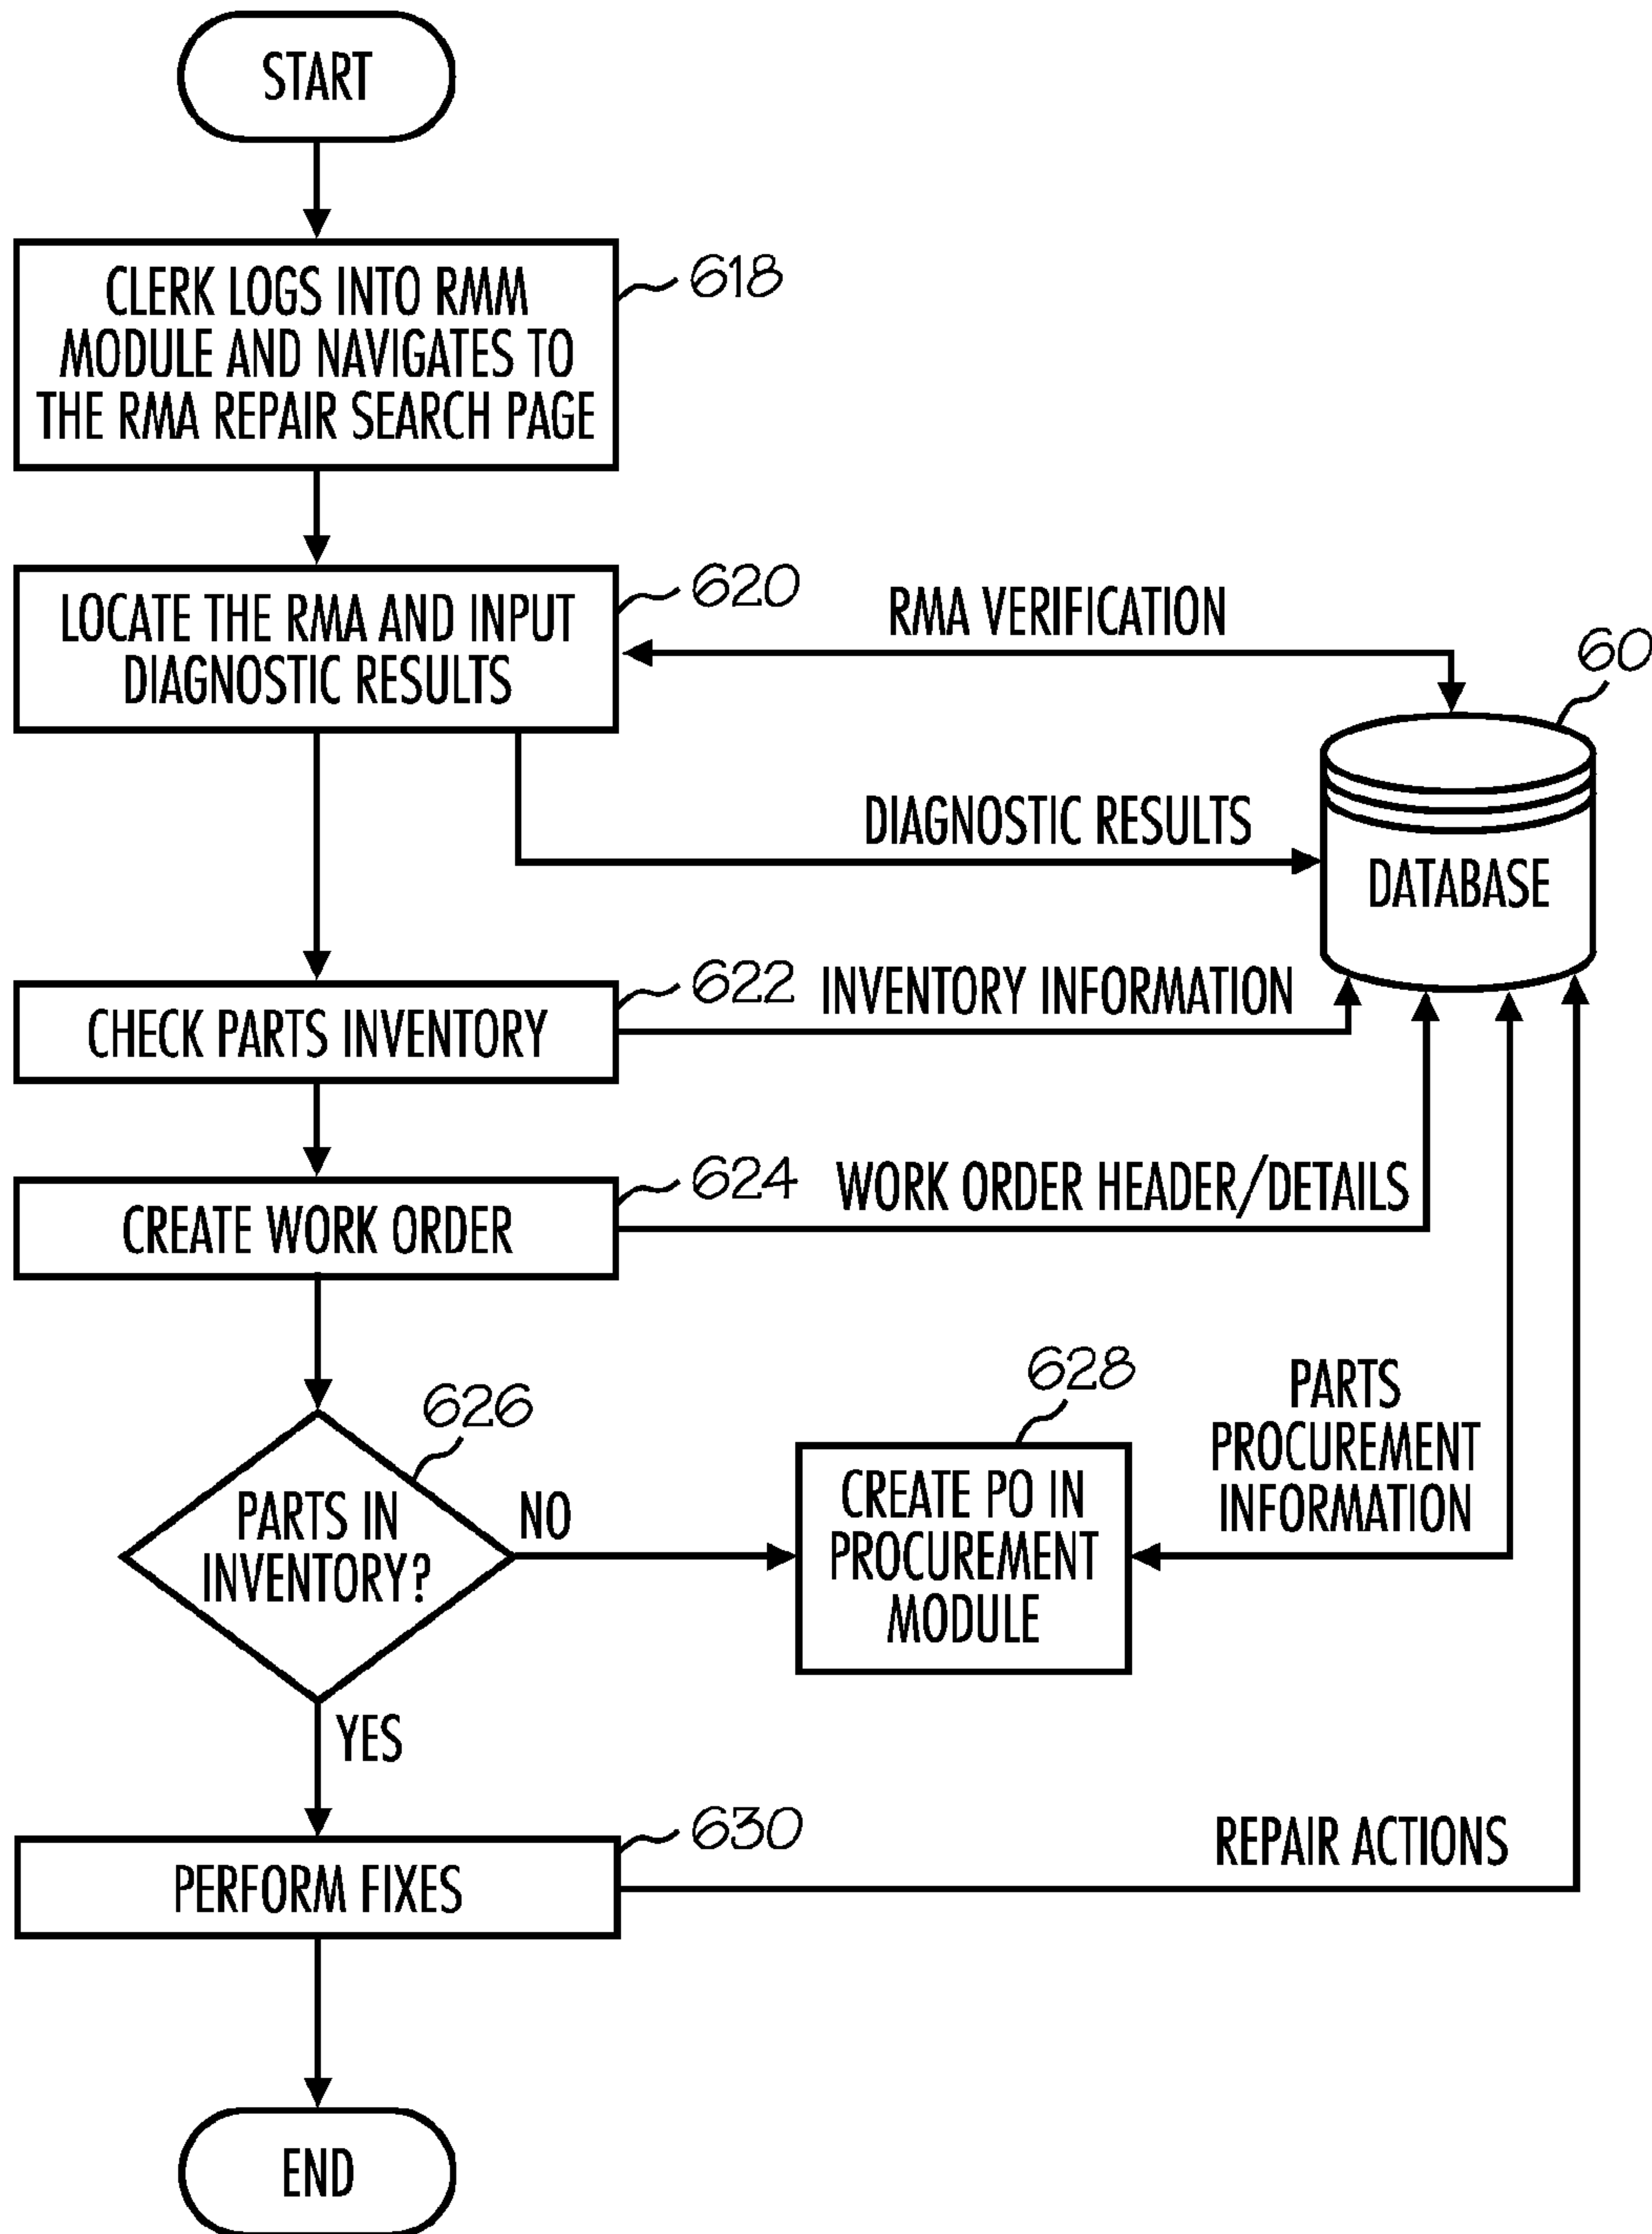 START
CLERK LOGS INTO RMM
MODULE AND NAVIGATES TO
THE RMA REPAIR SEARCH PAGE
618
LOCATE THE RMA AND INPUT
DIAGNOSTIC RESULTS
620
RMA VERIFICATION
60
DIAGNOSTIC RESULTS
DATABASE
CHECK PARTS INVENTORY
622
INVENTORY INFORMATION
CREATE WORK ORDER
624
WORK ORDER HEADER/DETAILS
626
PARTS IN
INVENTORY?
NO
628
CREATE PO IN
PROCUREMENT
MODULE
PARTS
PROCUREMENT
INFORMATION
YES
PERFORM FIXES
630
REPAIR ACTIONS
END